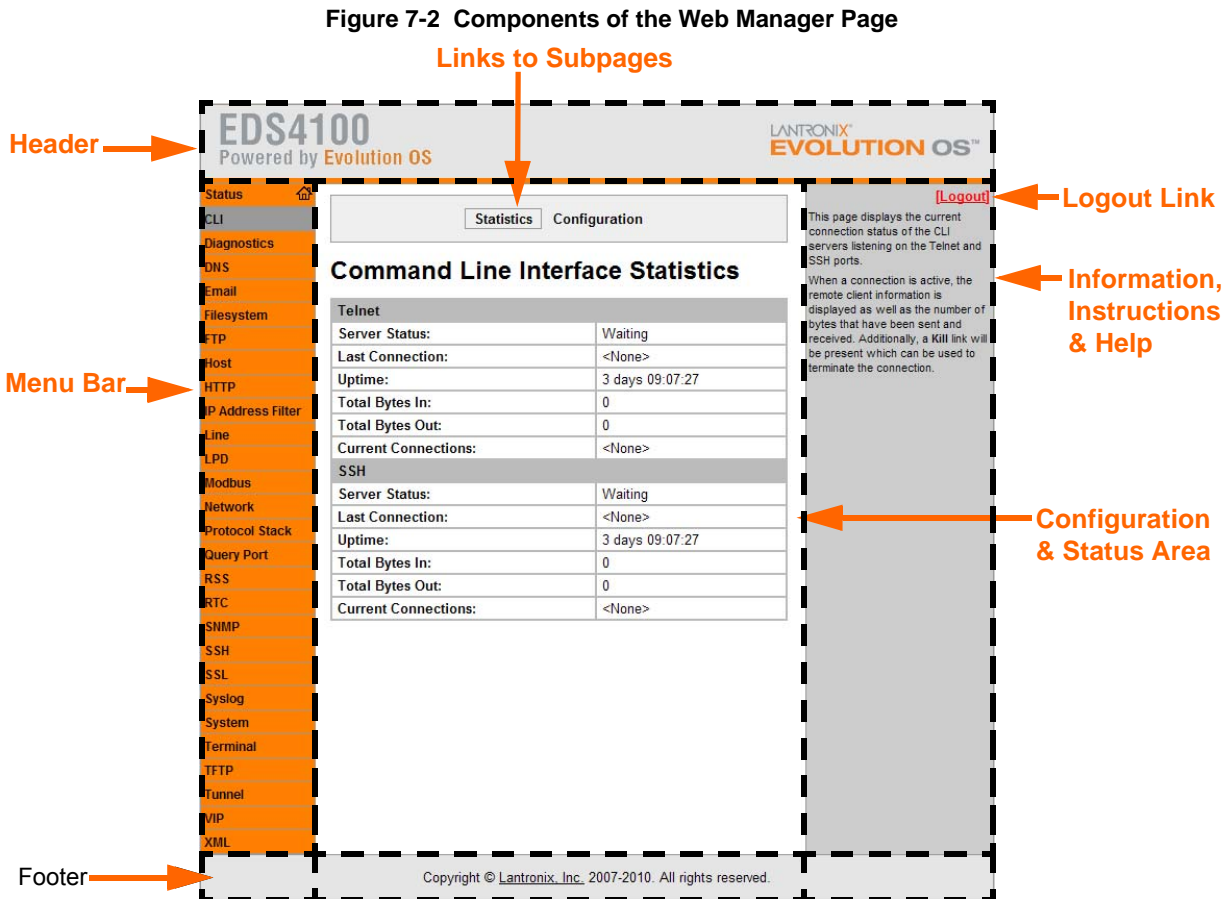 Figure 7-2  Components of the Web Manager Page
Links to Subpages
Header
EDS4100
Powered by Evolution OS
LANTRONIX®
EVOLUTION OS™
Status
CLI
Diagnostics
DNS
Email
Filesystem
FTP
Host
HTTP
IP Address Filter
Line
LPD
Modbus
Network
Protocol Stack
Query Port
RSS
RTC
SNMP
SSH
SSL
Syslog
System
Terminal
TFTP
Tunnel
VIP
XML
Menu Bar
Statistics Configuration
Command Line Interface Statistics
Telnet
Server Status: Waiting
Last Connection: <None>
Uptime: 3 days 09:07:27
Total Bytes In: 0
Total Bytes Out: 0
Current Connections: <None>
SSH
Server Status: Waiting
Last Connection: <None>
Uptime: 3 days 09:07:27
Total Bytes In: 0
Total Bytes Out: 0
Current Connections: <None>
[Logout]
This page displays the current
connection status of the CLI
servers listening on the Telnet and
SSH ports.
When a connection is active, the
remote client information is
displayed as well as the number of
bytes that have been sent and
received. Additionally, a Kill link will
be present which can be used to
terminate the connection.
Logout Link
Information,
Instructions
& Help
Configuration
& Status Area
Footer
Copyright © Lantronix, Inc. 2007-2010. All rights reserved.